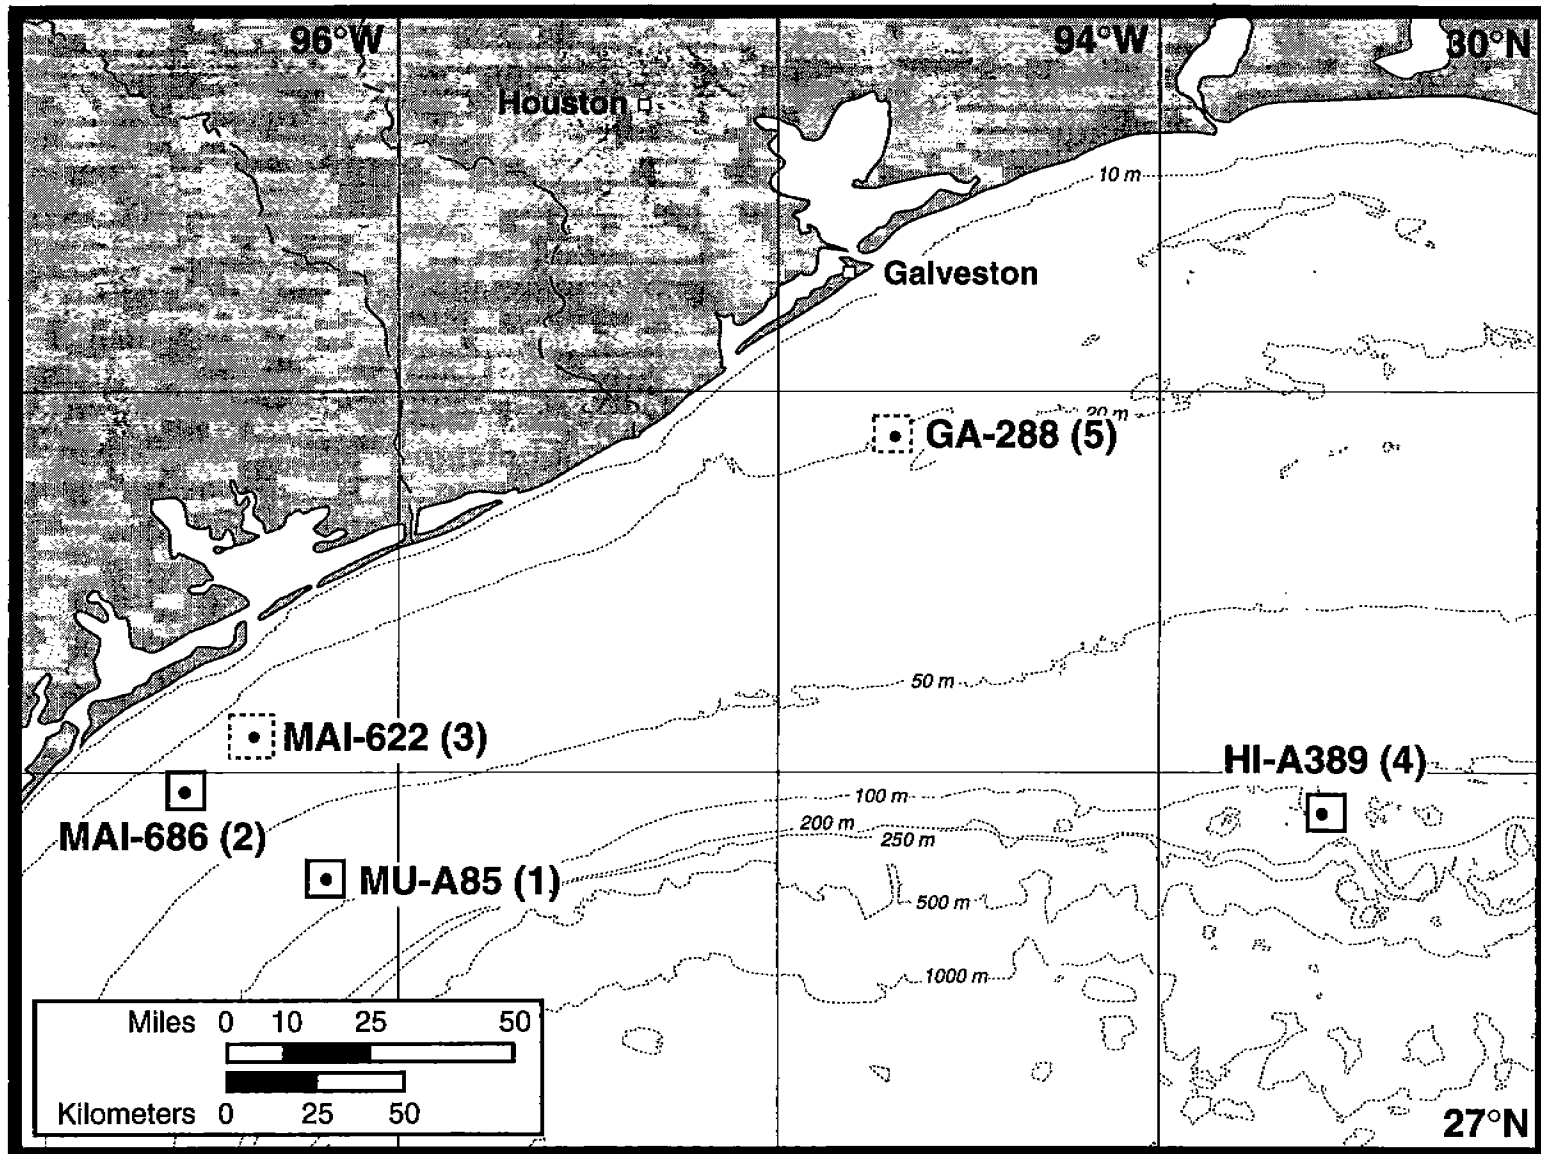 96°W
94°W
30°N
Houston
10 m
Galveston
20 m
GA-288 (5)
50 m
MAI-622 (3)
HI-A389 (4)
MAI-686 (2)
100 m
200 m
250 m
MU-A85 (1)
500 m
1000 m
Miles 0 10 25 50
Kilometers 0 25 50
27°N